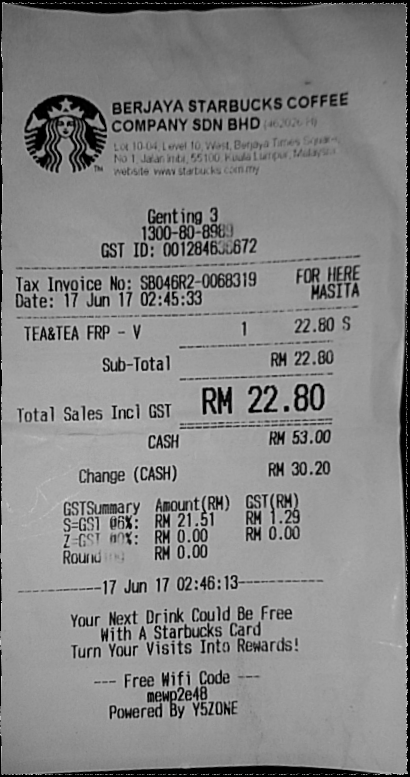 BERJAYA STARBUCKS COFFEE
COMPANY SDN BHD
Lot 10-04, Level 10, West, Berjaya Times Square,
No 1, Jalan Imbi, 55100, Kuala Lumpur, Malaysia
website: www.starbucks.com.my
Genting 3
1300-80-8989
GST ID:
Tax Invoice No: SB046R2-0068319 FOR HERE
Date: 17 Jun 17 02:45:33 MASITA
TEA&TEA FRP - V 1 22.80 S
Sub-Total RM 22.80
Total Sales Incl GST RM 22.80
CASH RM 53.00
Change (CASH) RM 30.20
GSTSummary Amount(RM) GST(RM)
S=GST @6%: RM 21.51 RM 1.29
Z=GST @0%: RM 0.00 RM 0.00
Rounding RM 0.00
-----------17 Jun 17 02:46:13-----------
Your Next Drink Could Be Free
With A Starbucks Card
Turn Your Visits Into Rewards!
--- Free Wifi Code ---
mewp2e48
Powered By Y5ZONE